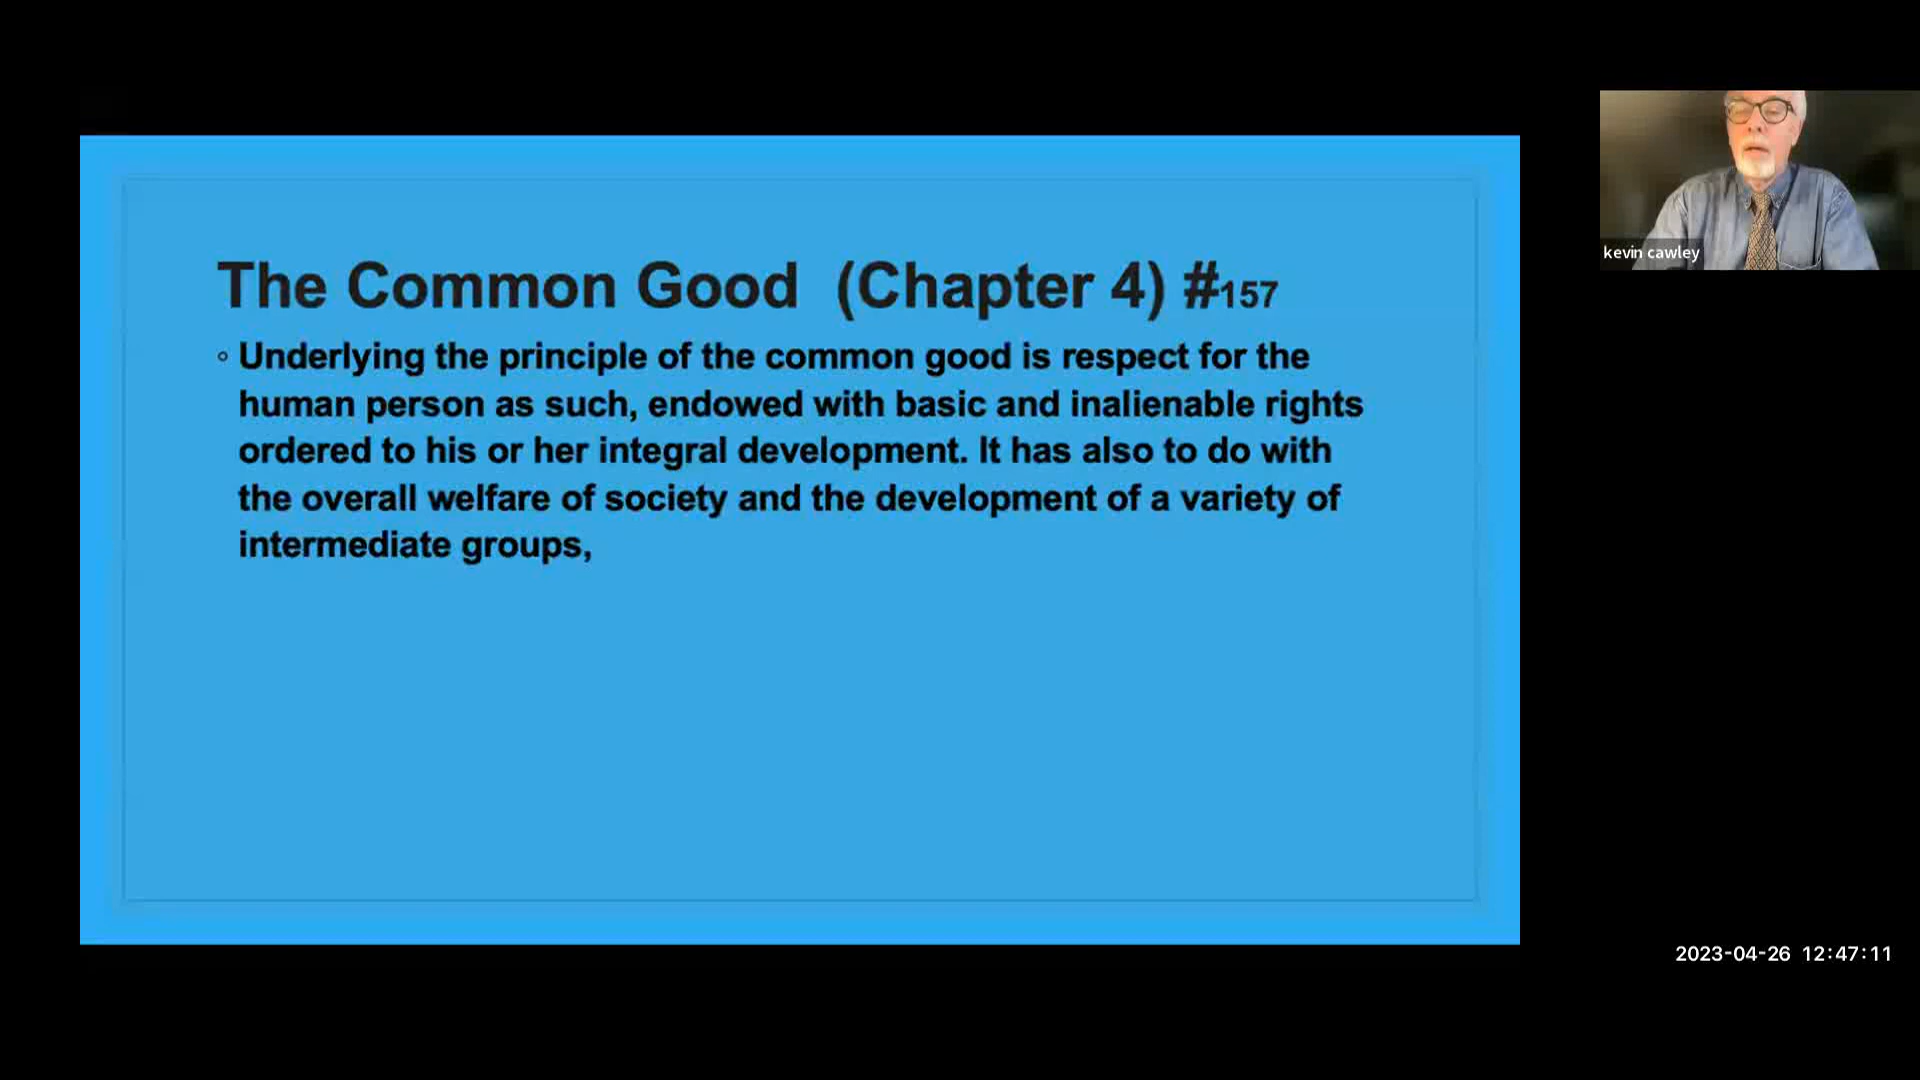 The Common Good (Chapter 4) #157
◦ Underlying the principle of the common good is respect for the
human person as such, endowed with basic and inalienable rights
ordered to his or her integral development. It has also to do with
the overall welfare of society and the development of a variety of
intermediate groups,
kevin cawley
2023-04-26 12:47:11